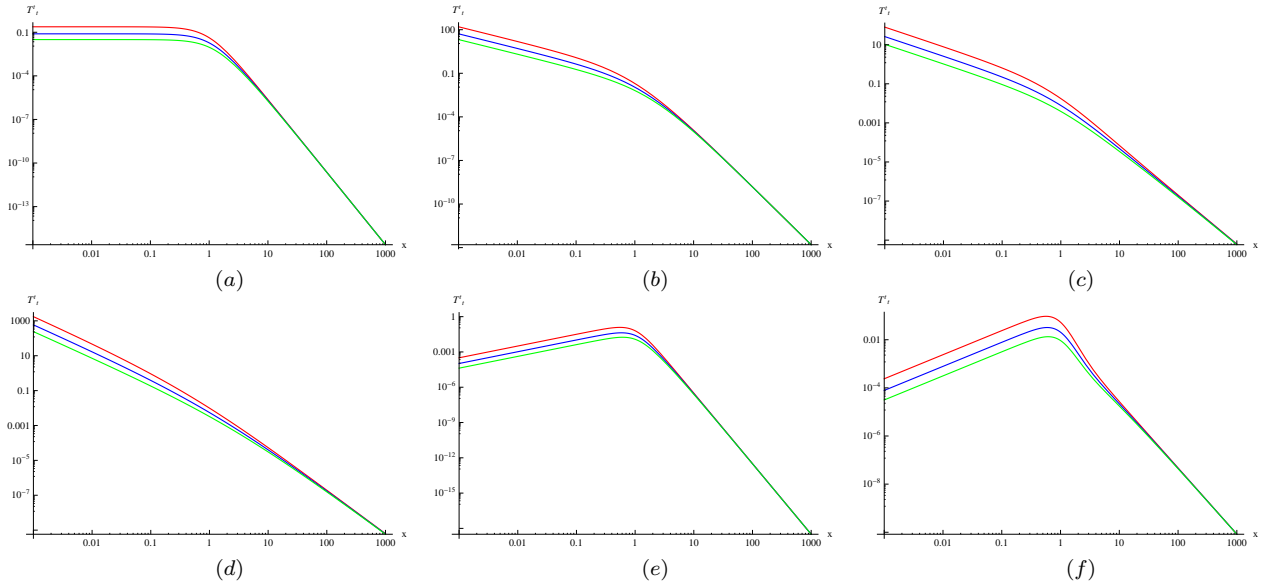 T^t_t T^t_t T^t_t
0.1 100 10
10^{-4} 0.1 0.1
10^{-7} 10^{-4} 0.001
10^{-10} 10^{-7} 10^{-5}
10^{-13} 10^{-10} 10^{-7}
0.01 0.1 1 10 100 1000 x 0.01 0.1 1 10 100 1000 x 0.01 0.1 1 10 100 1000 x
(a) (b) (c)
T^t_t T^t_t T^t_t
1000 1 0.01
10 0.001 10^{-4}
0.1 10^{-6} 10^{-6}
0.001 10^{-9} 10^{-8}
10^{-5} 10^{-12}
10^{-7} 10^{-15}
0.01 0.1 1 10 100 1000 x 0.01 0.1 1 10 100 1000 x 0.01 0.1 1 10 100 1000 x
(d) (e) (f)